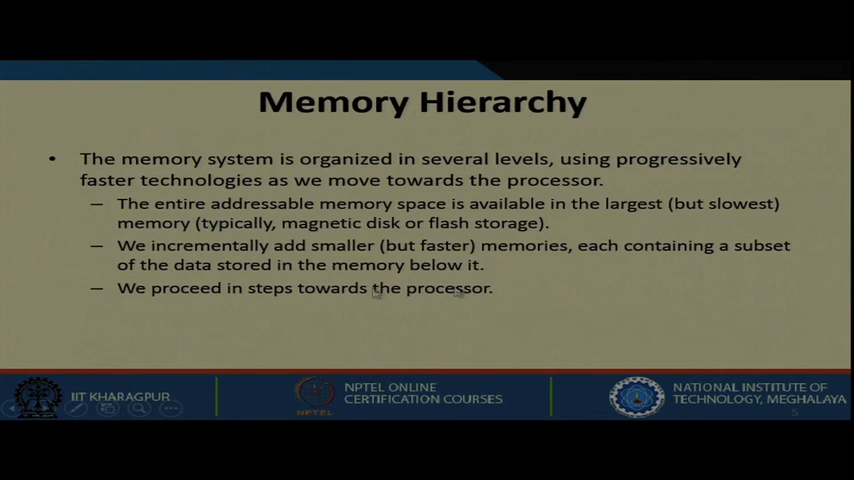 Memory Hierarchy
• The memory system is organized in several levels, using progressively
faster technologies as we move towards the processor.
– The entire addressable memory space is available in the largest (but slowest)
memory (typically, magnetic disk or flash storage).
– We incrementally add smaller (but faster) memories, each containing a subset
of the data stored in the memory below it.
– We proceed in steps towards the processor.
IIT KHARAGPUR
NPTEL
NPTEL ONLINE
CERTIFICATION COURSES
NATIONAL INSTITUTE OF
TECHNOLOGY, MEGHALAYA
5